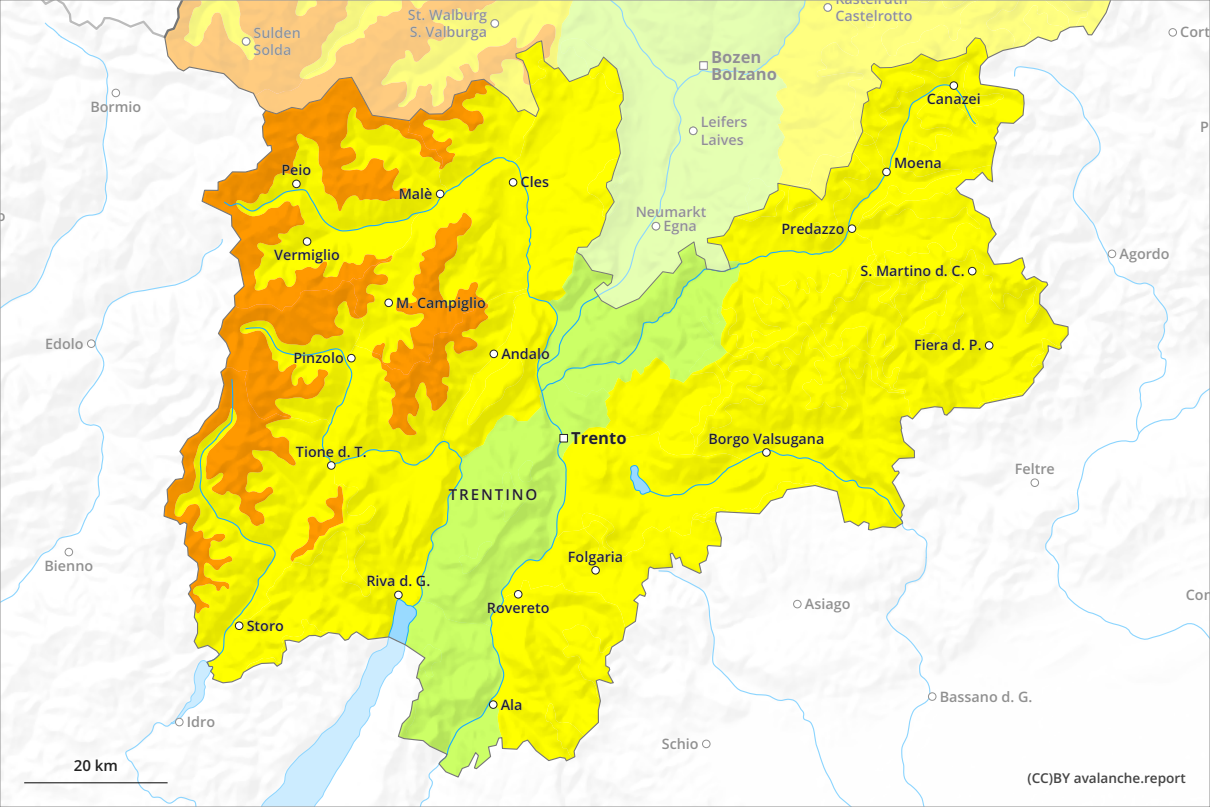 Kastelruth
Castelrotto
St. Walburg
S. Valburga
Sulden
Solda
Cort
Bozen
Bolzano
Bormio
Canazei
Leifers
Laives
P
Moena
Peio
Malè
Cles
Neumarkt
Egna
Predazzo
Vermiglio
Agordo
S. Martino d. C.
M. Campiglio
Edolo
Pinzolo
Andalo
Fiera d. P.
Trento
Borgo Valsugana
Tione d. T.
Feltre
TRENTINO
Bienno
Folgaria
Riva d. G.
Rovereto
Asiago
Cor
Storo
Bassano d. G.
Ala
Idro
Schio
20 km
(CC)BY avalanche.report